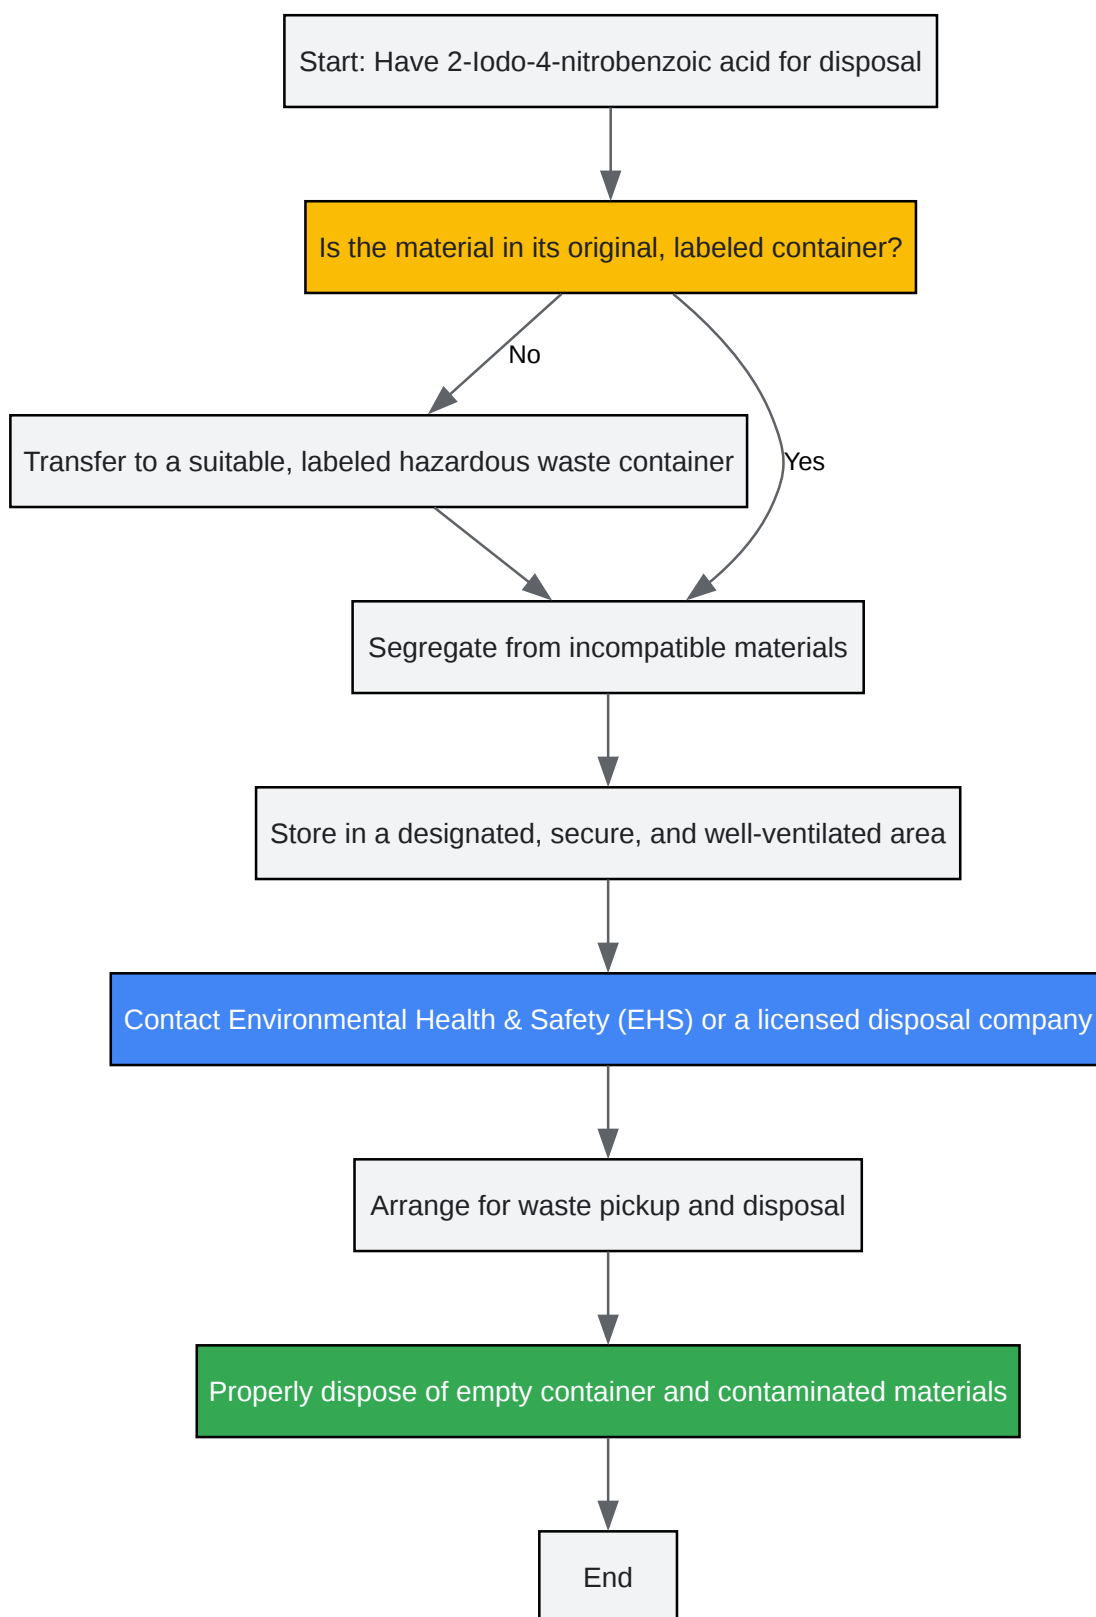 Start: Have 2-Iodo-4-nitrobenzoic acid for disposal
Is the material in its original, labeled container?
No
Transfer to a suitable, labeled hazardous waste container
Yes
Segregate from incompatible materials
Store in a designated, secure, and well-ventilated area
Contact Environmental Health & Safety (EHS) or a licensed disposal company
Arrange for waste pickup and disposal
Properly dispose of empty container and contaminated materials
End